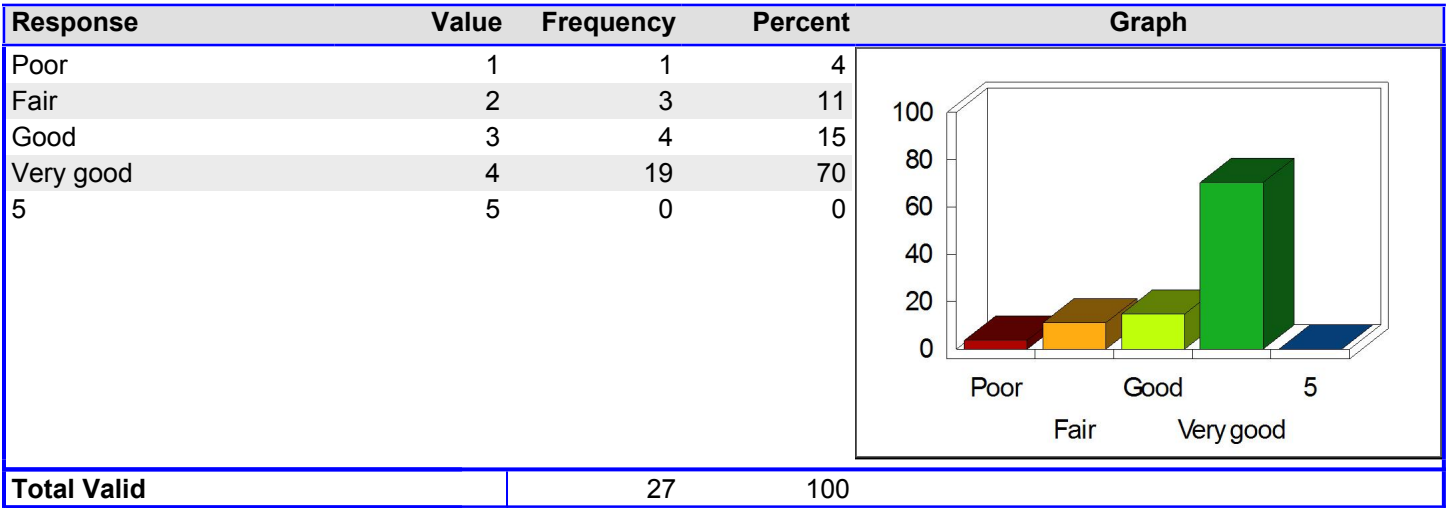 Response Value Frequency Percent Graph
Poor 1 1 4
Fair 2 3 11
Good 3 4 15
Very good 4 19 70
5 5 0 0
100
80
60
40
20
0
Poor Good 5
Fair Very good
Total Valid 27 100